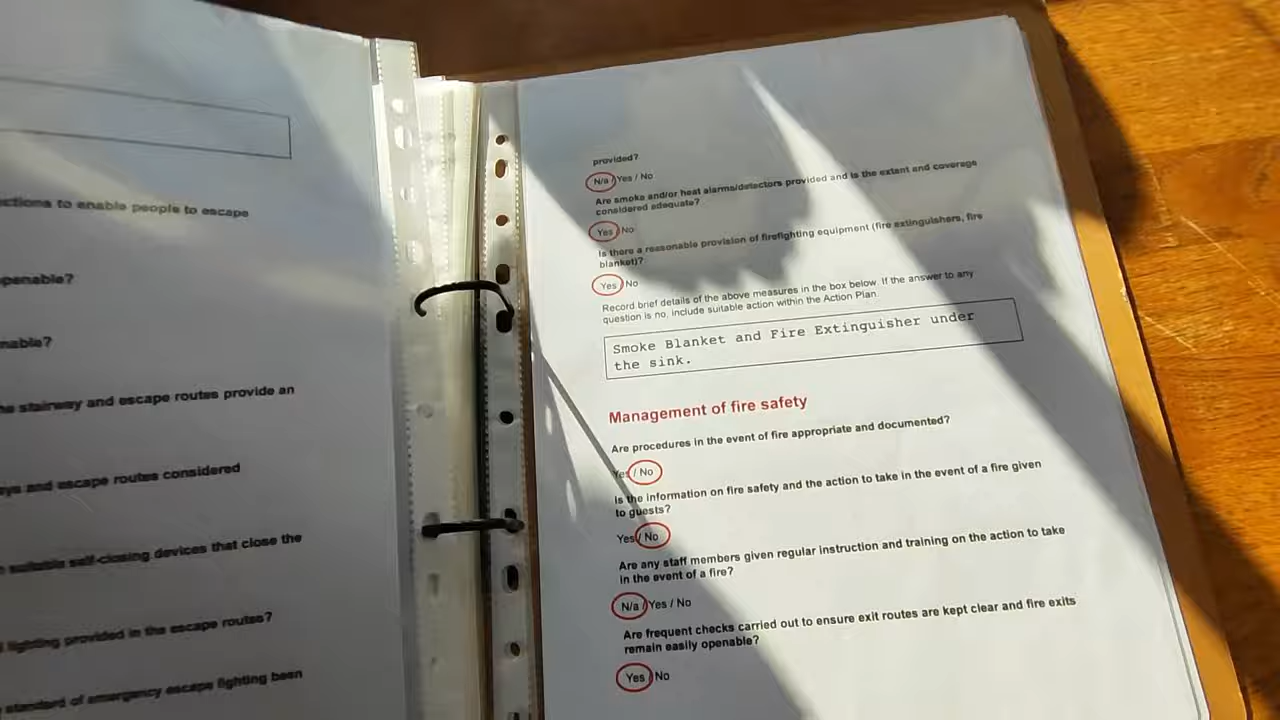 ctions to enable people to escape
penable?
nable?
he stairway and escape routes provide an
ays and escape routes considered
suitable self-closing devices that close the
lighting provided in the escape routes?
standard of emergency escape lighting been
provided?
N/a / Yes / No
Are smoke and/or heat alarms/detectors provided and is the extent and coverage
considered adequate?
Yes / No
Is there a reasonable provision of firefighting equipment (fire extinguishers, fire
blanket)?
Yes / No
Record brief details of the above measures in the box below. If the answer to any
question is no, include suitable action within the Action Plan.
Smoke Blanket and Fire Extinguisher under
the sink.
Management of fire safety
Are procedures in the event of fire appropriate and documented?
Yes / No
Is the information on fire safety and the action to take in the event of a fire given
to guests?
Yes / No
Are any staff members given regular instruction and training on the action to take
in the event of a fire?
N/a / Yes / No
Are frequent checks carried out to ensure exit routes are kept clear and fire exits
remain easily openable?
Yes / No